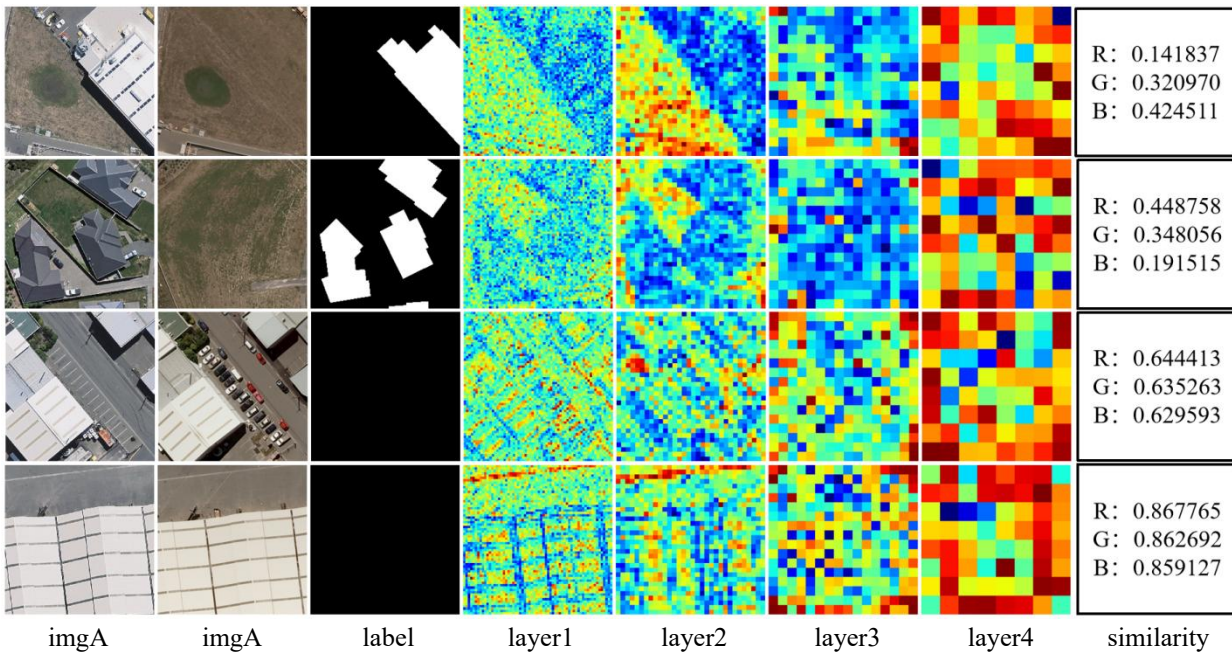 R: 0.141837
G: 0.320970
B: 0.424511
R: 0.448758
G: 0.348056
B: 0.191515
R: 0.644413
G: 0.635263
B: 0.629593
R: 0.867765
G: 0.862692
B: 0.859127
imgA imgA label layer1 layer2 layer3 layer4 similarity